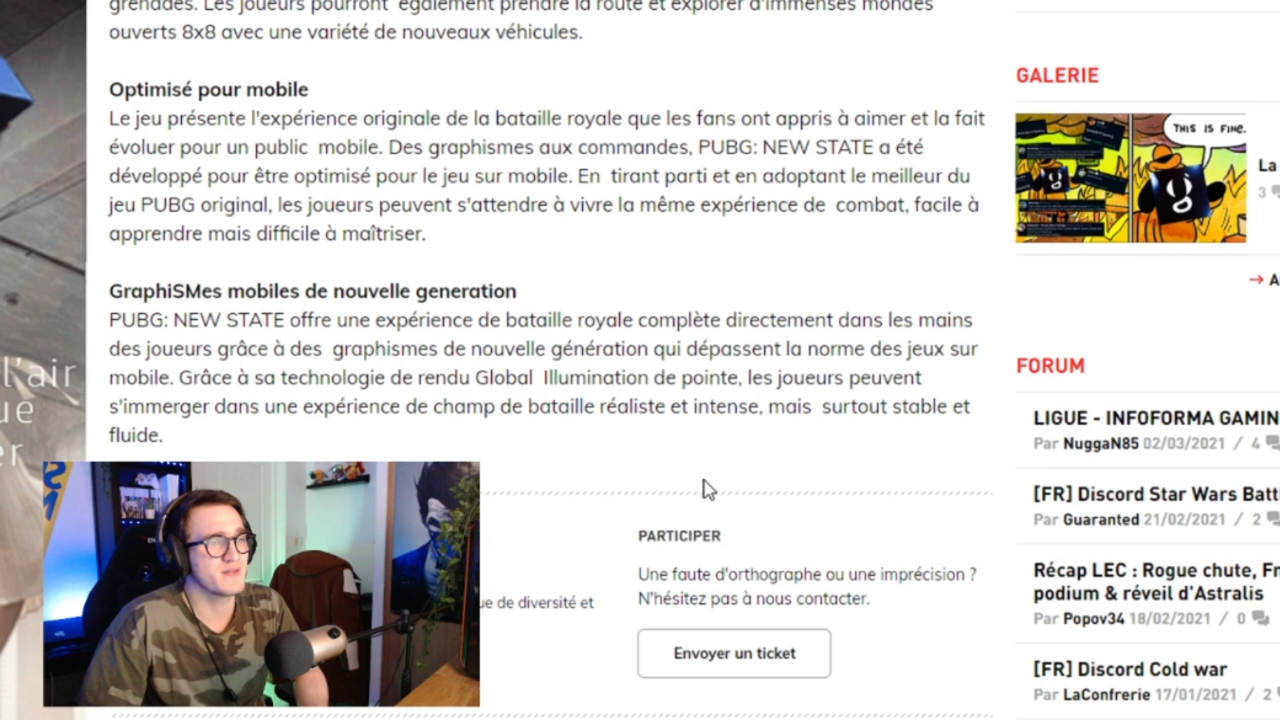 grenades. Les joueurs pourront également prendre la route et explorer d'immenses mondes
ouverts 8x8 avec une variété de nouveaux véhicules.
Optimisé pour mobile
Le jeu présente l'expérience originale de la bataille royale que les fans ont appris à aimer et la fait
évoluer pour un public mobile. Des graphismes aux commandes, PUBG: NEW STATE a été
développé pour être optimisé pour le jeu sur mobile. En tirant parti et en adoptant le meilleur du
jeu PUBG original, les joueurs peuvent s'attendre à vivre la même expérience de combat, facile à
apprendre mais difficile à maîtriser.
GraphiSMes mobiles de nouvelle generation
PUBG: NEW STATE offre une expérience de bataille royale complète directement dans les mains
des joueurs grâce à des graphismes de nouvelle génération qui dépassent la norme des jeux sur
mobile. Grâce à sa technologie de rendu Global Illumination de pointe, les joueurs peuvent
s'immerger dans une expérience de champ de bataille réaliste et intense, mais surtout stable et
fluide.
l'air
ue
er
ue de diversité et
PARTICIPER
Une faute d'orthographe ou une imprécision ?
N'hésitez pas à nous contacter.
Envoyer un ticket
GALERIE
THIS IS FINE.
La
3
→ A
FORUM
LIGUE - INFOFORMA GAMIN
Par NuggaN85 02/03/2021 / 4
[FR] Discord Star Wars Batt
Par Guaranted 21/02/2021 / 2
Récap LEC : Rogue chute, Fn
podium & réveil d'Astralis
Par Popov34 18/02/2021 / 0
[FR] Discord Cold war
Par LaConfrerie 17/01/2021 / 2